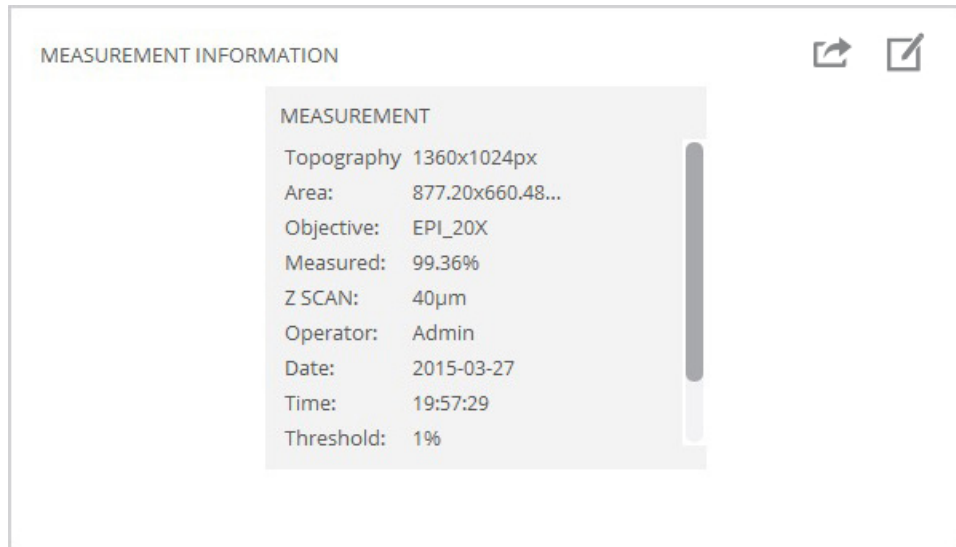 MEASUREMENT INFORMATION
MEASUREMENT
Topography 1360x1024px
Area: 877.20x660.48...
Objective: EPI_20X
Measured: 99.36%
Z SCAN: 40µm
Operator: Admin
Date: 2015-03-27
Time: 19:57:29
Threshold: 1%